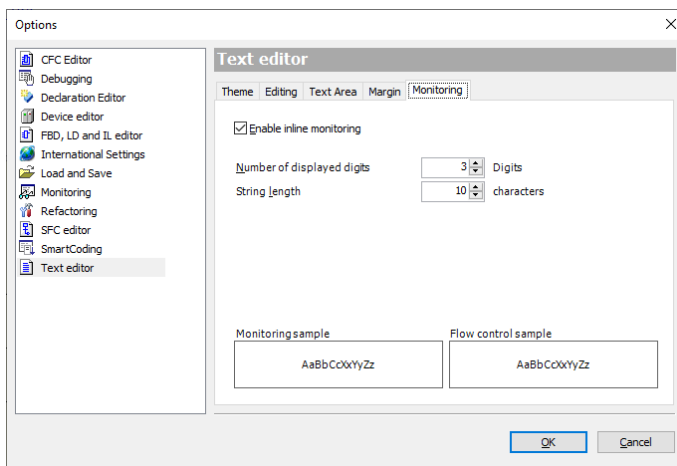 Options
CFC Editor
Debugging
Declaration Editor
Device editor
FBD, LD and IL editor
International Settings
Load and Save
Monitoring
Refactoring
SFC editor
SmartCoding
Text editor
Text editor
Theme Editing Text Area Margin Monitoring
Enable inline monitoring
Number of displayed digits 3 Digits
String length 10 characters
Monitoring sample Flow control sample
AaBbCcXxYyZz AaBbCcXxYyZz
OK Cancel